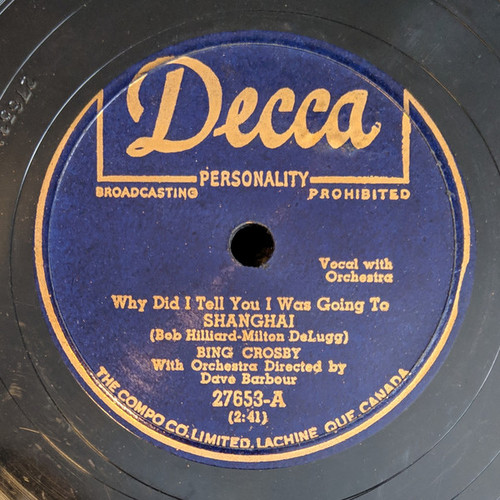 Decca
PERSONALITY
BROADCASTING PROHIBITED
Vocal with
Orchestra
Why Did I Tell You I Was Going To
SHANGHAI
(Bob Hilliard-Milton DeLugg)
BING CROSBY
With Orchestra Directed by
Dave Barbour
27653-A
(2:41)
THE COMPO CO. LIMITED, LACHINE, QUE. CANADA